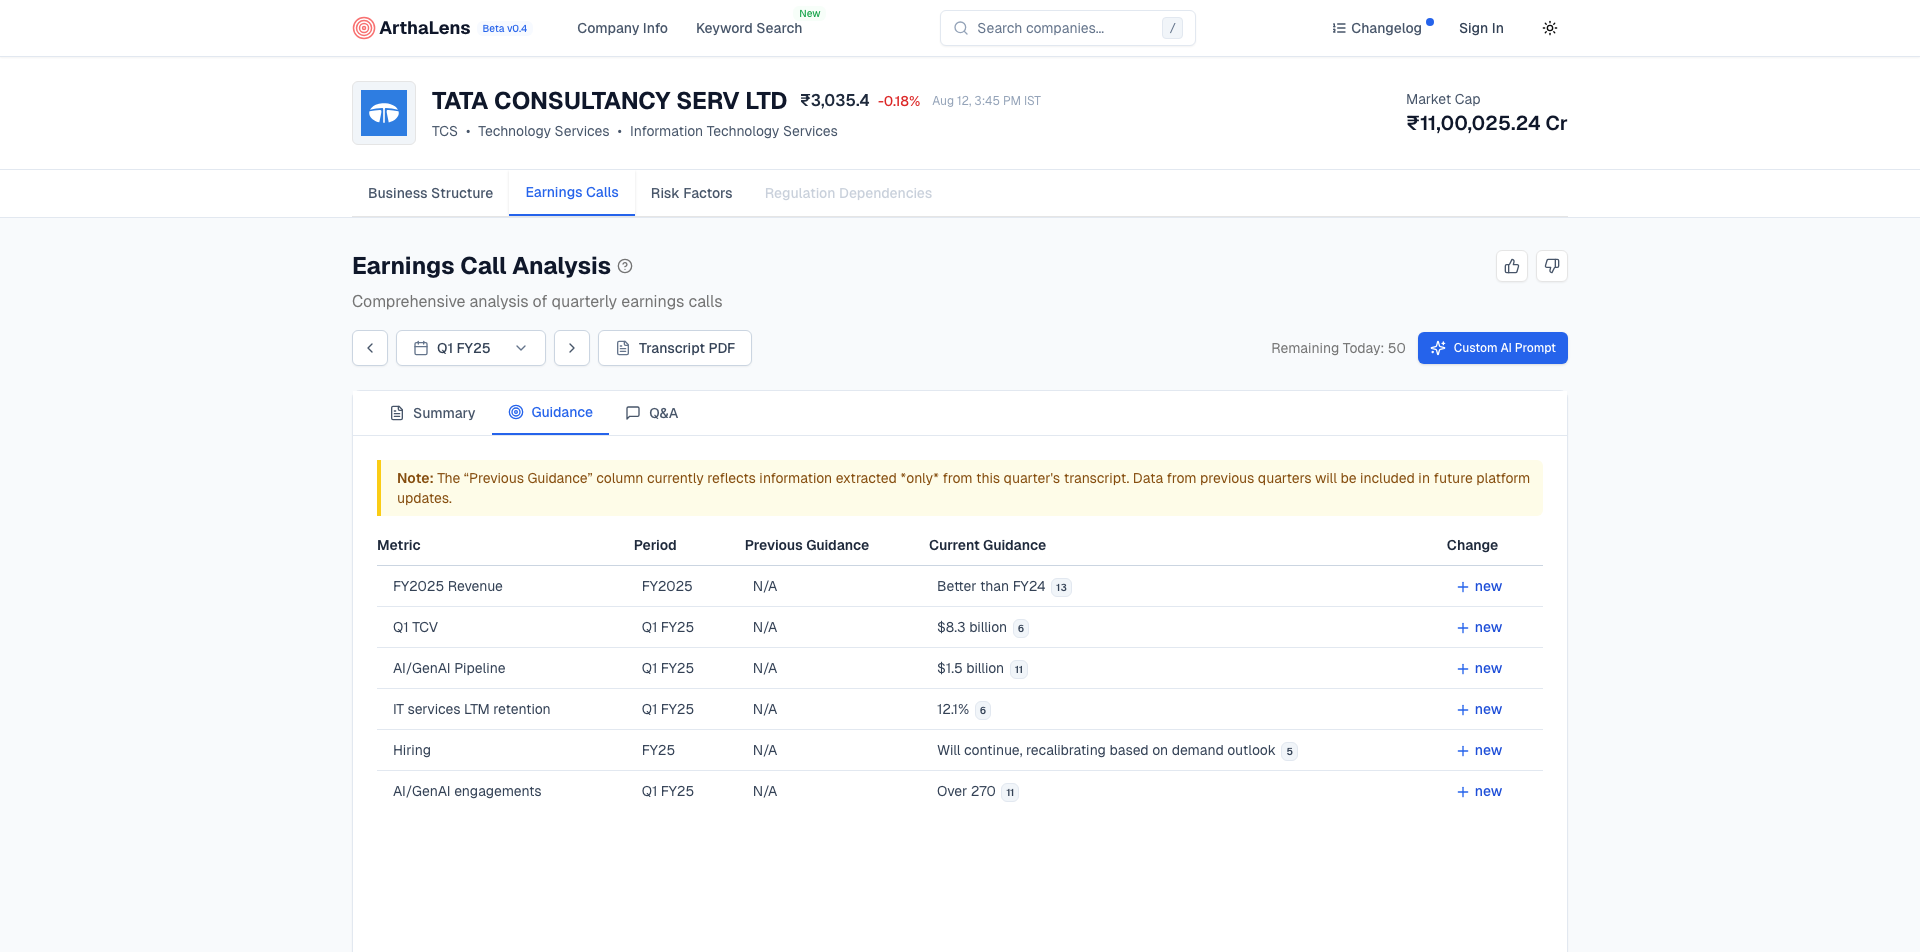 ArthaLens Beta v0.4 Company Info Keyword Search New Search companies... / Changelog Sign In
TATA CONSULTANCY SERV LTD ₹3,035.4 -0.18% Aug 12, 3:45 PM IST
TCS • Technology Services • Information Technology Services
Market Cap
₹11,00,025.24 Cr
Business Structure Earnings Calls Risk Factors Regulation Dependencies
Earnings Call Analysis ?
Comprehensive analysis of quarterly earnings calls
Q1 FY25 Transcript PDF Remaining Today: 50 Custom AI Prompt
Summary Guidance Q&A
Note: The “Previous Guidance” column currently reflects information extracted *only* from this quarter's transcript. Data from previous quarters will be included in future platform
updates.
Metric Period Previous Guidance Current Guidance Change
FY2025 Revenue FY2025 N/A Better than FY24 13 + new
Q1 TCV Q1 FY25 N/A $8.3 billion 6 + new
AI/GenAI Pipeline Q1 FY25 N/A $1.5 billion 11 + new
IT services LTM retention Q1 FY25 N/A 12.1% 6 + new
Hiring FY25 N/A Will continue, recalibrating based on demand outlook 5 + new
AI/GenAI engagements Q1 FY25 N/A Over 270 11 + new